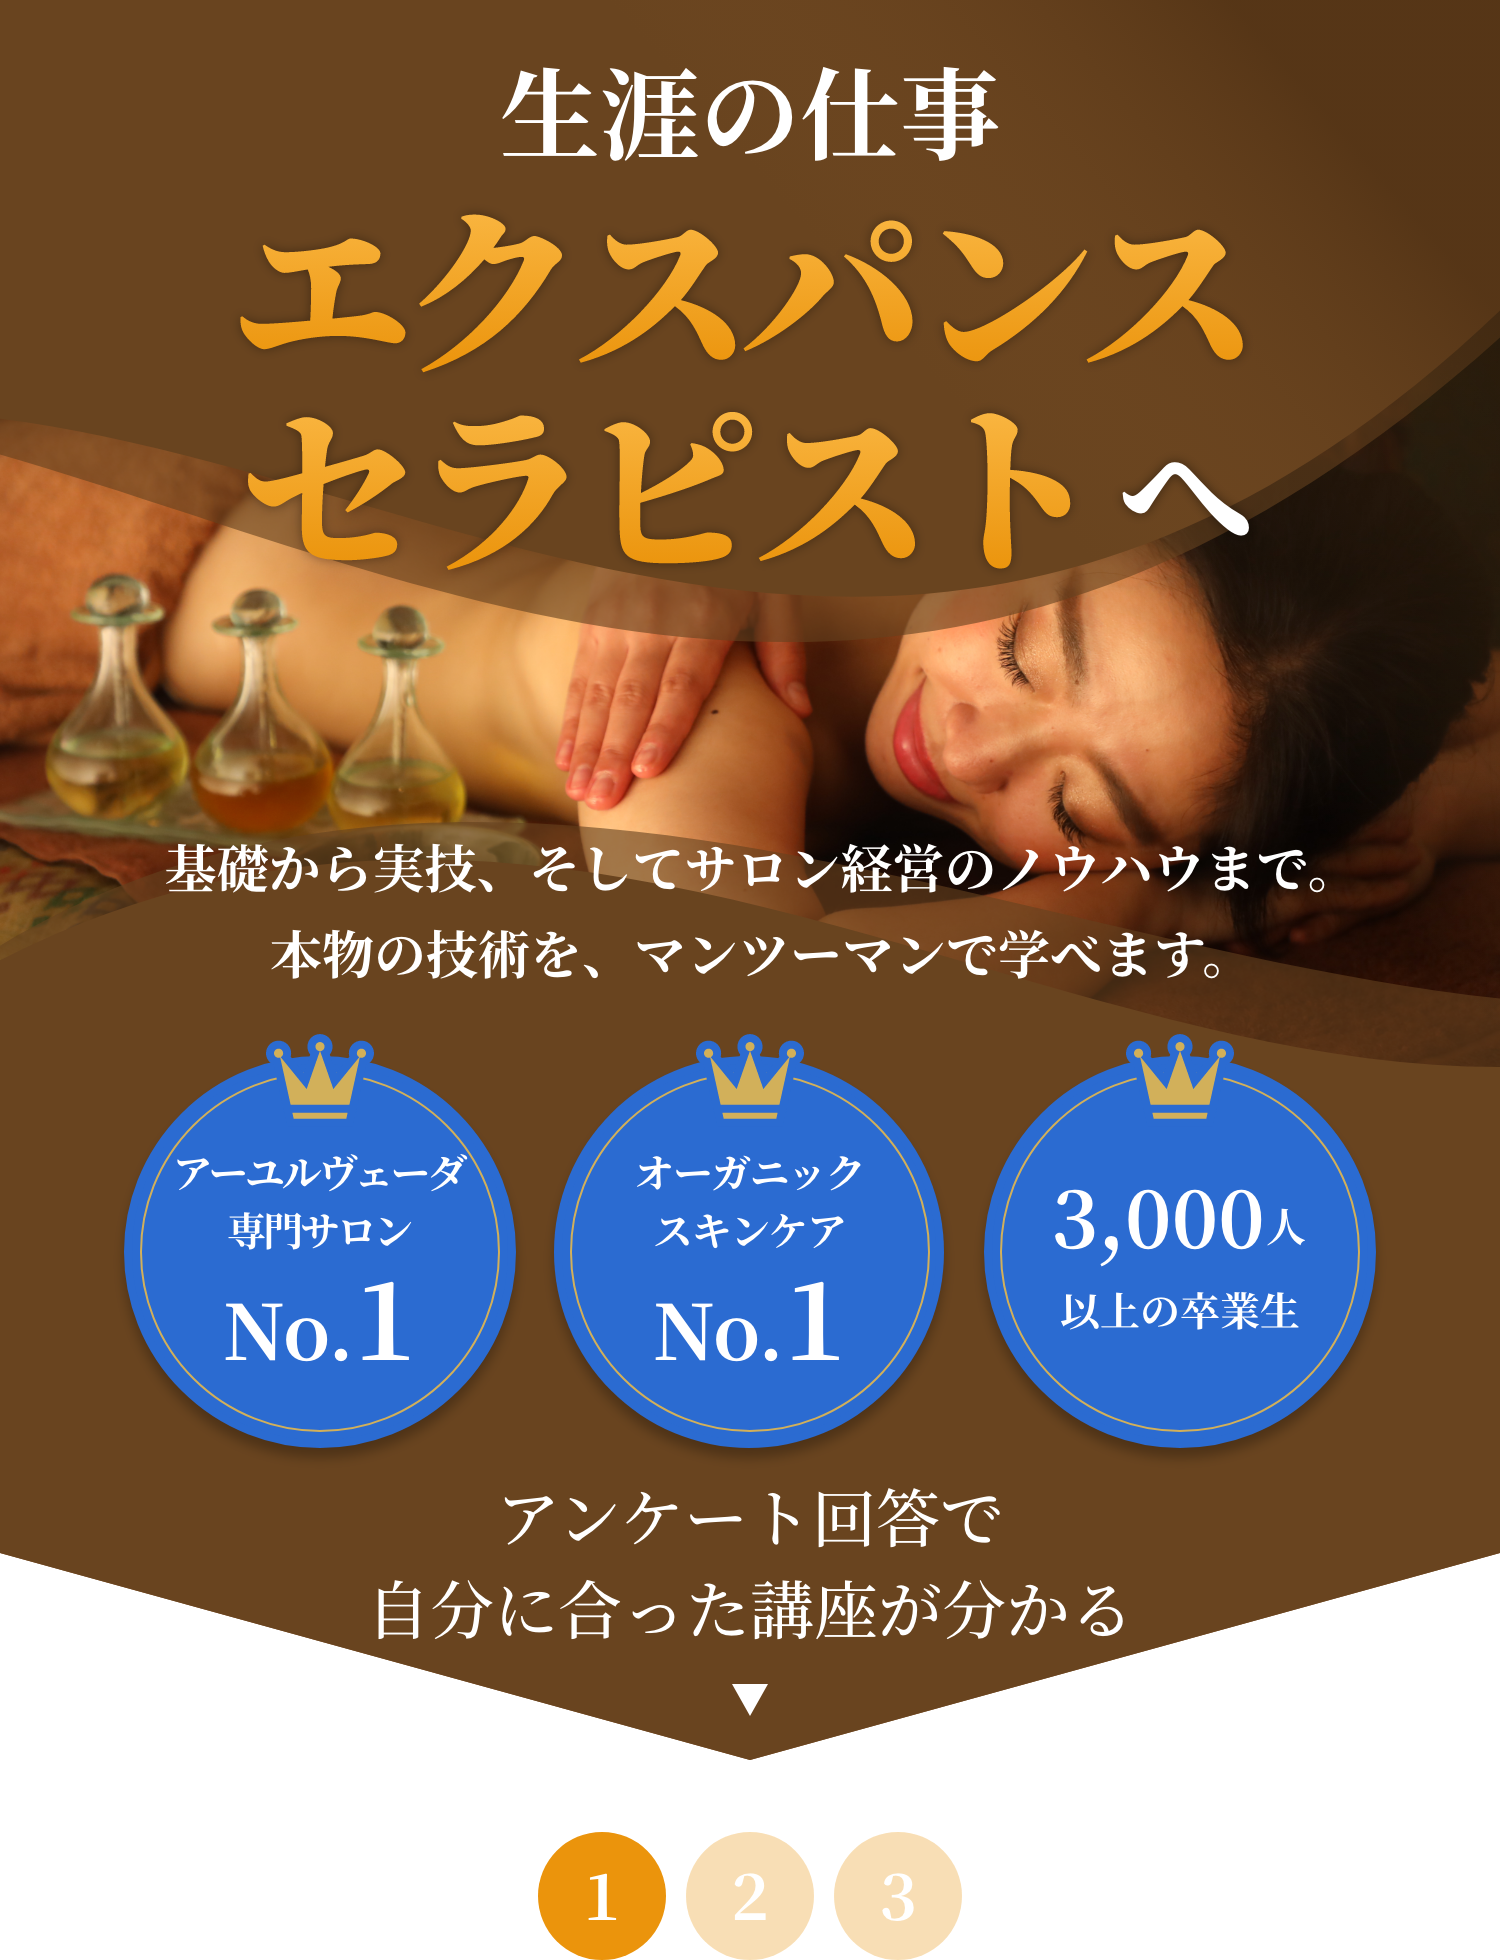 生涯の仕事
エクスパンス
セラピストへ
基礎から実技、そしてサロン経営のノウハウまで。
本物の技術を、マンツーマンで学べます。
アーユルヴェーダ
専門サロン
No.1
オーガニック
スキンケア
No.1
3,000人
以上の卒業生
アンケート回答で
自分に合った講座が分かる
▼
1 2 3